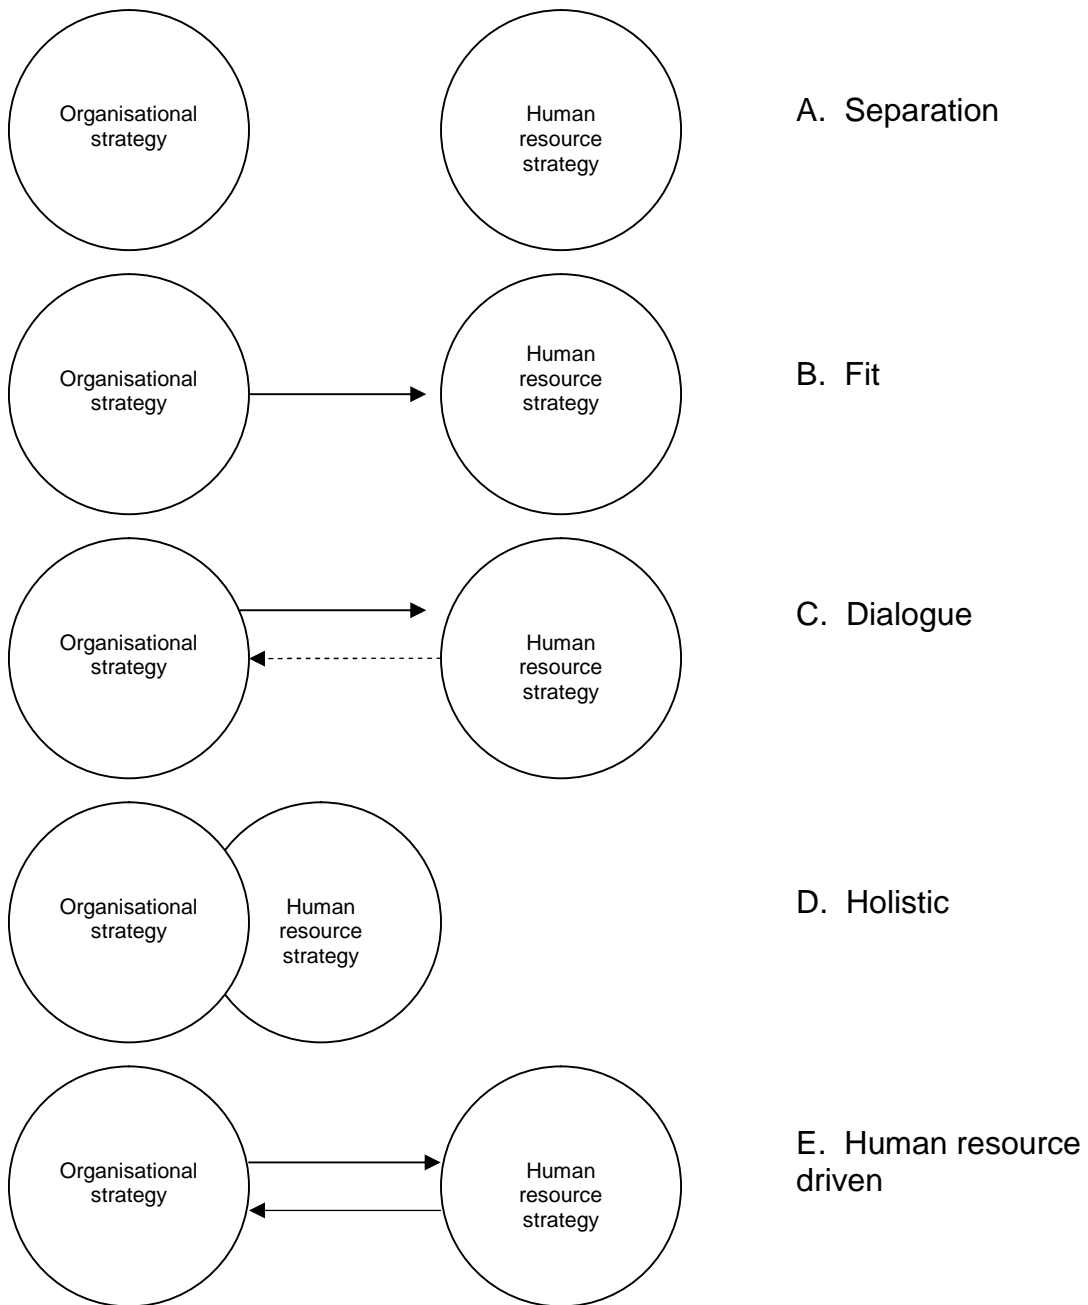 Organisational
strategy
Human
resource
strategy
A. Separation
Organisational
strategy
Human
resource
strategy
B. Fit
Organisational
strategy
Human
resource
strategy
C. Dialogue
Organisational
strategy
Human
resource
strategy
D. Holistic
Organisational
strategy
Human
resource
strategy
E. Human resource
driven